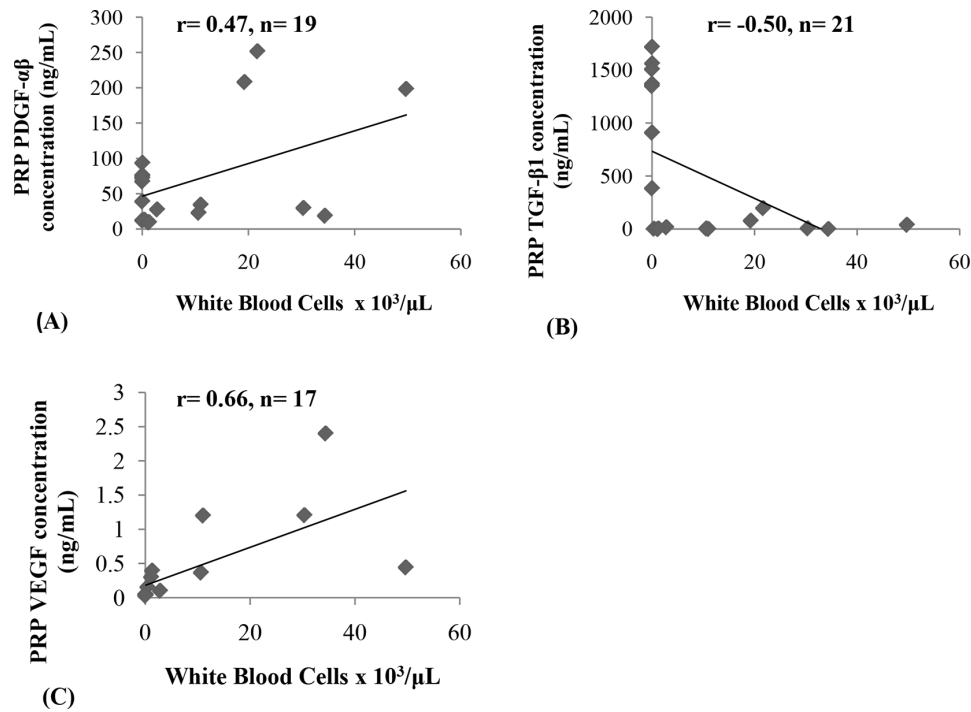 r= 0.47, n= 19
PRP PDGF-αβ
concentration (ng/mL)
300
250
200
150
100
50
0
0 20 40 60
White Blood Cells x 10³/µL
(A)
r= -0.50, n= 21
PRP TGF-β1 concentration
(ng/mL)
2000
1500
1000
500
0
0 20 40 60
White Blood Cells x 10³/µL
(B)
r= 0.66, n= 17
PRP VEGF concentration
(ng/mL)
3
2.5
2
1.5
1
0.5
0
0 20 40 60
White Blood Cells x 10³/µL
(C)